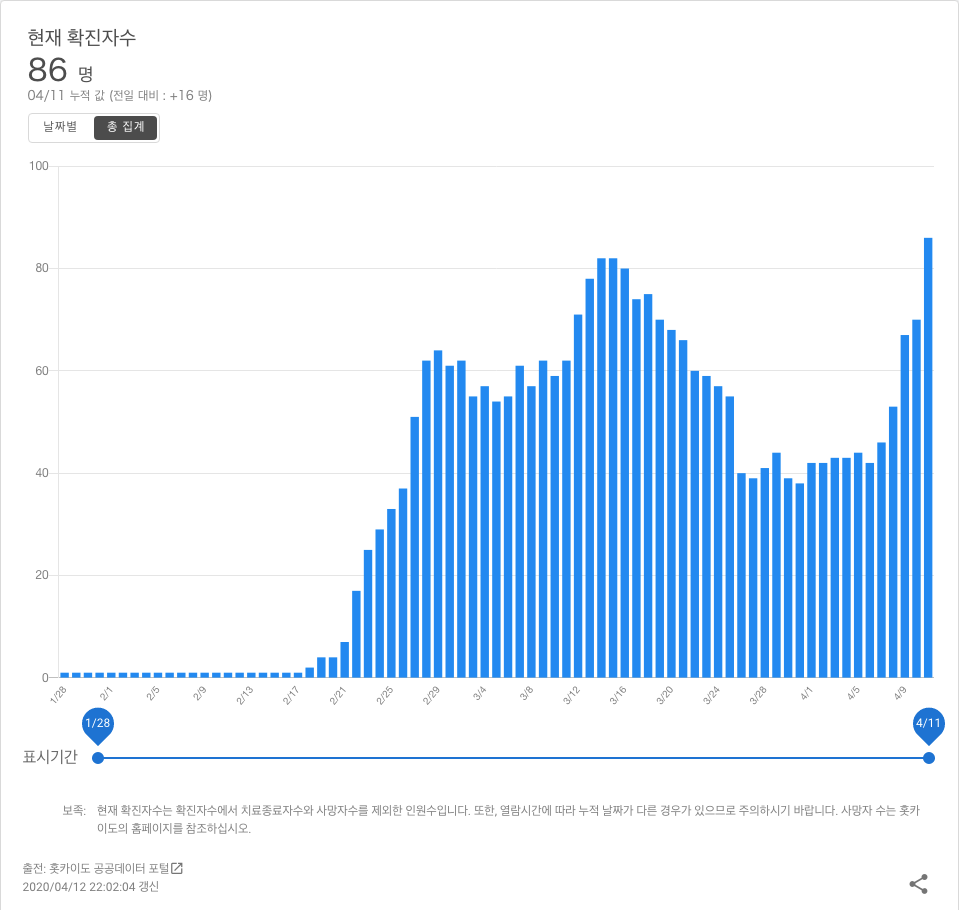 현재 확진자수
86 명
04/11 누적 값 (전일 대비 : +16 명)
날짜별 총 집계
100
80
60
40
20
0
1/28 2/1 2/5 2/9 2/13 2/17 2/21 2/25 2/29 3/4 3/8 3/12 3/16 3/20 3/24 3/28 4/1 4/5 4/9
1/28 4/11
표시기간
보족: 현재 확진자수는 확진자수에서 치료종료자수와 사망자수를 제외한 인원수입니다. 또한, 열람시간에 따라 누적 날짜가 다른 경우가 있으므로 주의하시기 바랍니다. 사망자 수는 홋카
이도의 홈페이지를 참조하십시오.
출전: 홋카이도 공공데이터 포털
2020/04/12 22:02:04 갱신